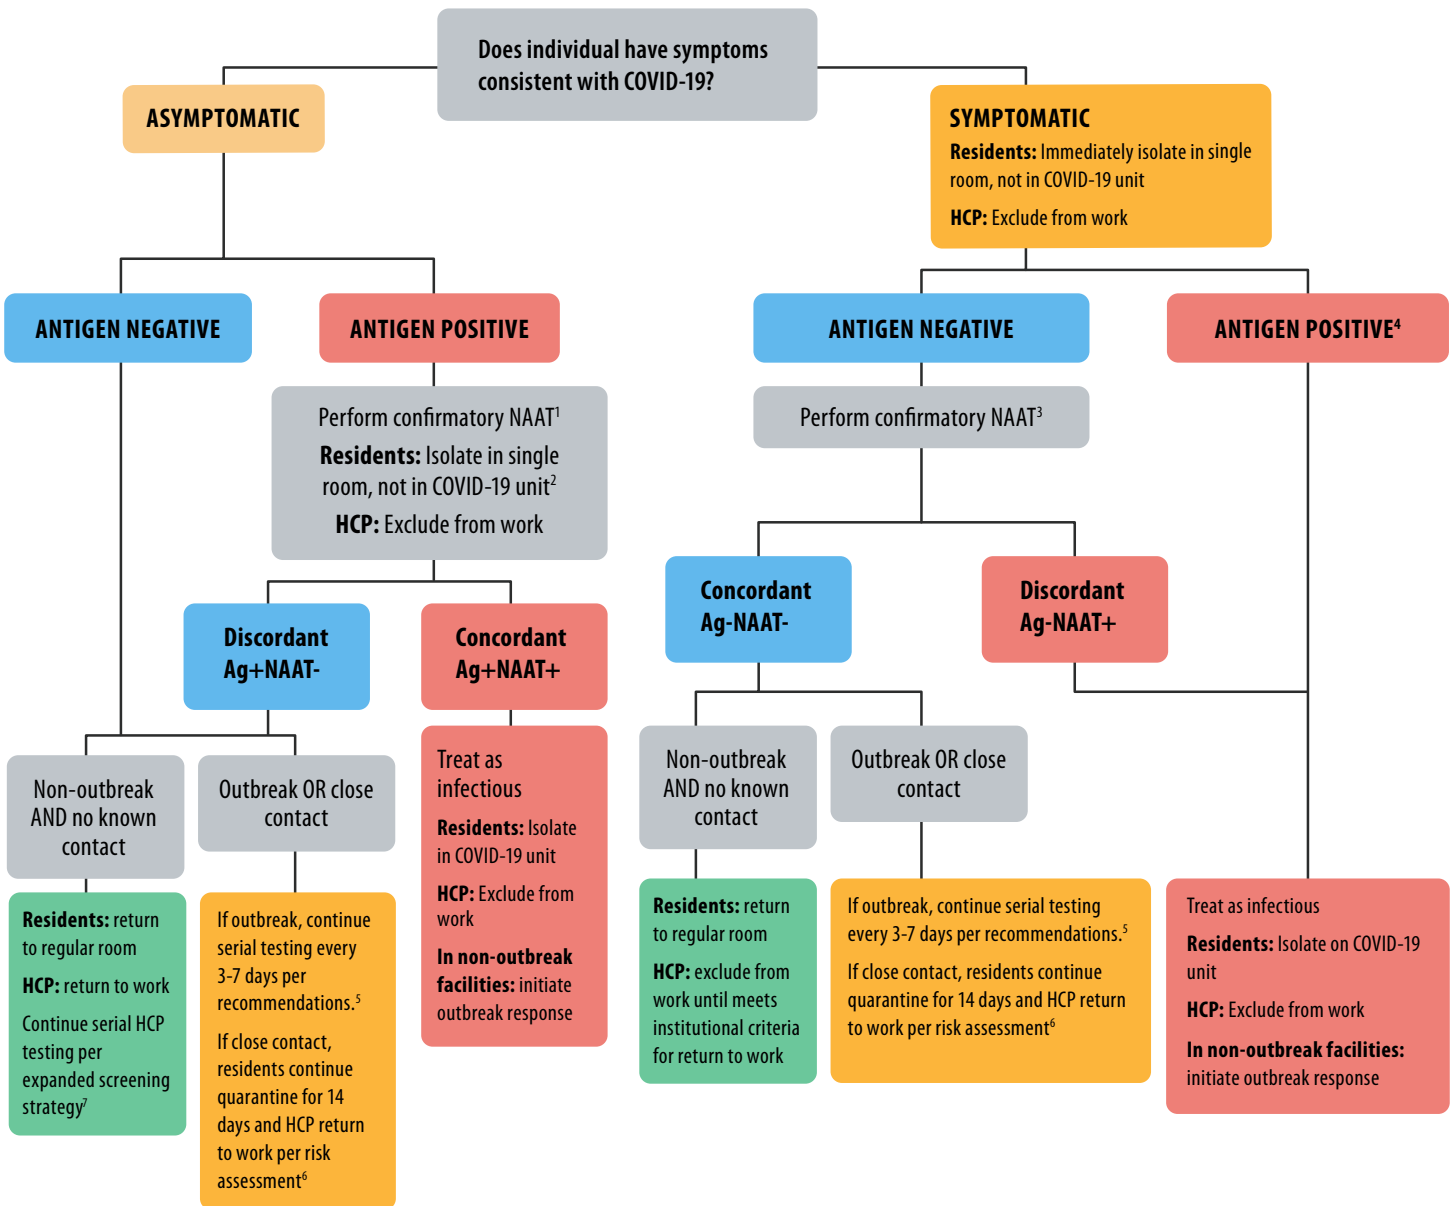 Does individual have symptoms
consistent with COVID-19?
ASYMPTOMATIC
SYMPTOMATIC
Residents: Immediately isolate in single
room, not in COVID-19 unit
HCP: Exclude from work
ANTIGEN NEGATIVE
ANTIGEN POSITIVE
ANTIGEN NEGATIVE
ANTIGEN POSITIVE⁴
Perform confirmatory NAAT¹
Residents: Isolate in single
room, not in COVID-19 unit²
HCP: Exclude from work
Perform confirmatory NAAT³
Discordant
Ag+NAAT-
Concordant
Ag+NAAT+
Concordant
Ag-NAAT-
Discordant
Ag-NAAT+
Non-outbreak
AND no known
contact
Outbreak OR close
contact
Treat as
infectious
Residents: Isolate
in COVID-19 unit
HCP: Exclude from
work
In non-outbreak
facilities: initiate
outbreak response
Non-outbreak
AND no known
contact
Outbreak OR close
contact
Residents: return
to regular room
HCP: return to work
Continue serial HCP
testing per
expanded screening
strategy⁷
If outbreak, continue
serial testing every
3-7 days per
recommendations.⁵
If close contact,
residents continue
quarantine for 14
days and HCP return
to work per risk
assessment⁶
Residents: return
to regular room
HCP: exclude from
work until meets
institutional criteria
for return to work
If outbreak, continue serial testing
every 3-7 days per recommendations.⁵
If close contact, residents continue
quarantine for 14 days and HCP return
to work per risk assessment⁶
Treat as infectious
Residents: Isolate on COVID-19
unit
HCP: Exclude from work
In non-outbreak facilities:
initiate outbreak response